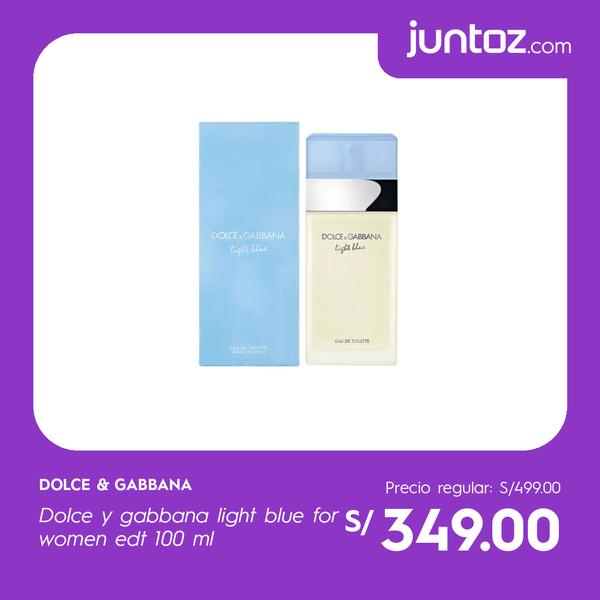 juntoz.com
DOLCE & GABBANA
light blue
EAU DE TOILETTE
MADE IN ITALY
DOLCE & GABBANA
light blue
EAU DE TOILETTE
DOLCE & GABBANA
Dolce y gabbana light blue for
women edt 100 ml
Precio regular: S/499.00
S/ 349.00